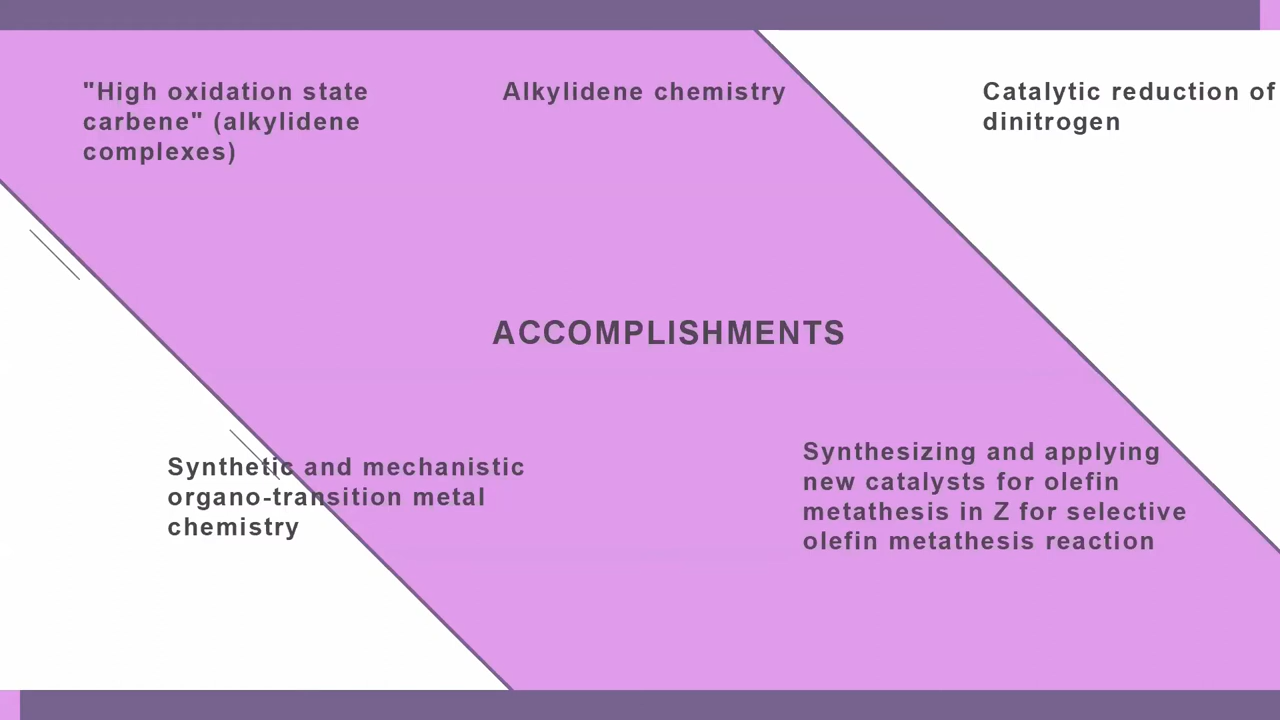 "High oxidation state
carbene" (alkylidene
complexes)
Alkylidene chemistry
Catalytic reduction of
dinitrogen
ACCOMPLISHMENTS
Synthetic and mechanistic
organo-transition metal
chemistry
Synthesizing and applying
new catalysts for olefin
metathesis in Z for selective
olefin metathesis reaction